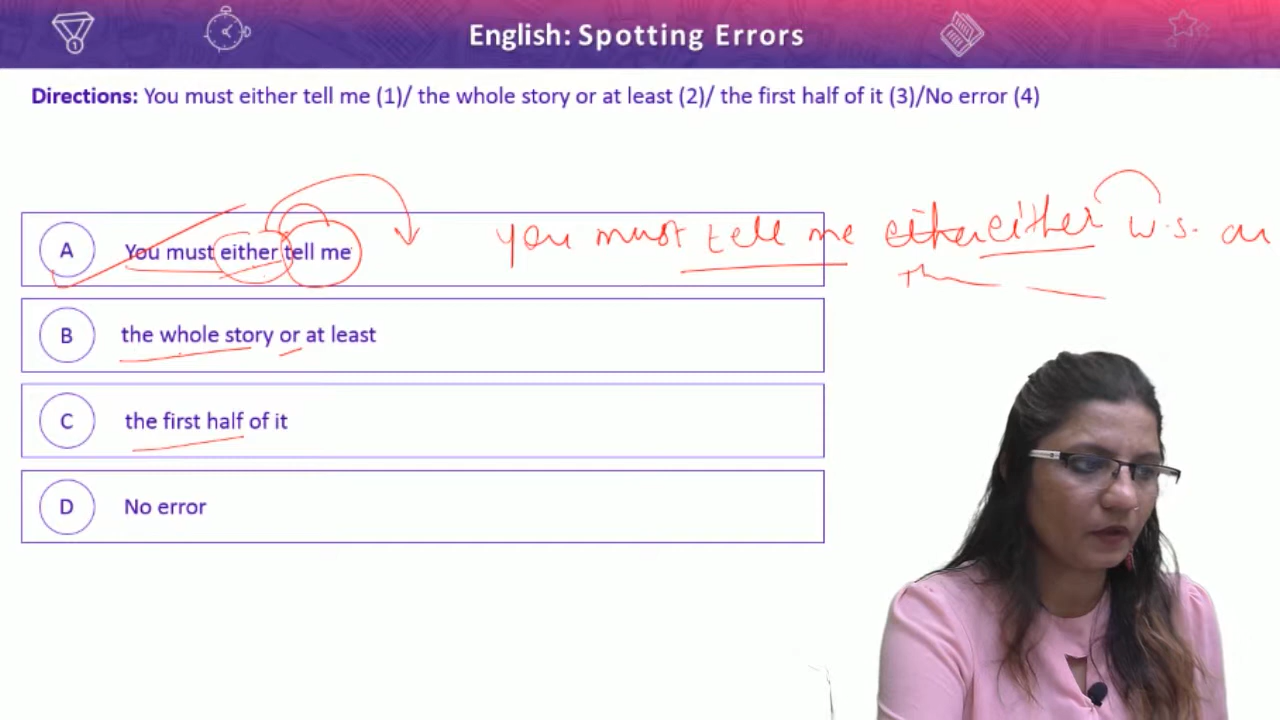 English: Spotting Errors
Directions: You must either tell me (1)/ the whole story or at least (2)/ the first half of it (3)/No error (4)
A You must either tell me
you must tell me either either w.s. or
B the whole story or at least
C the first half of it
D No error